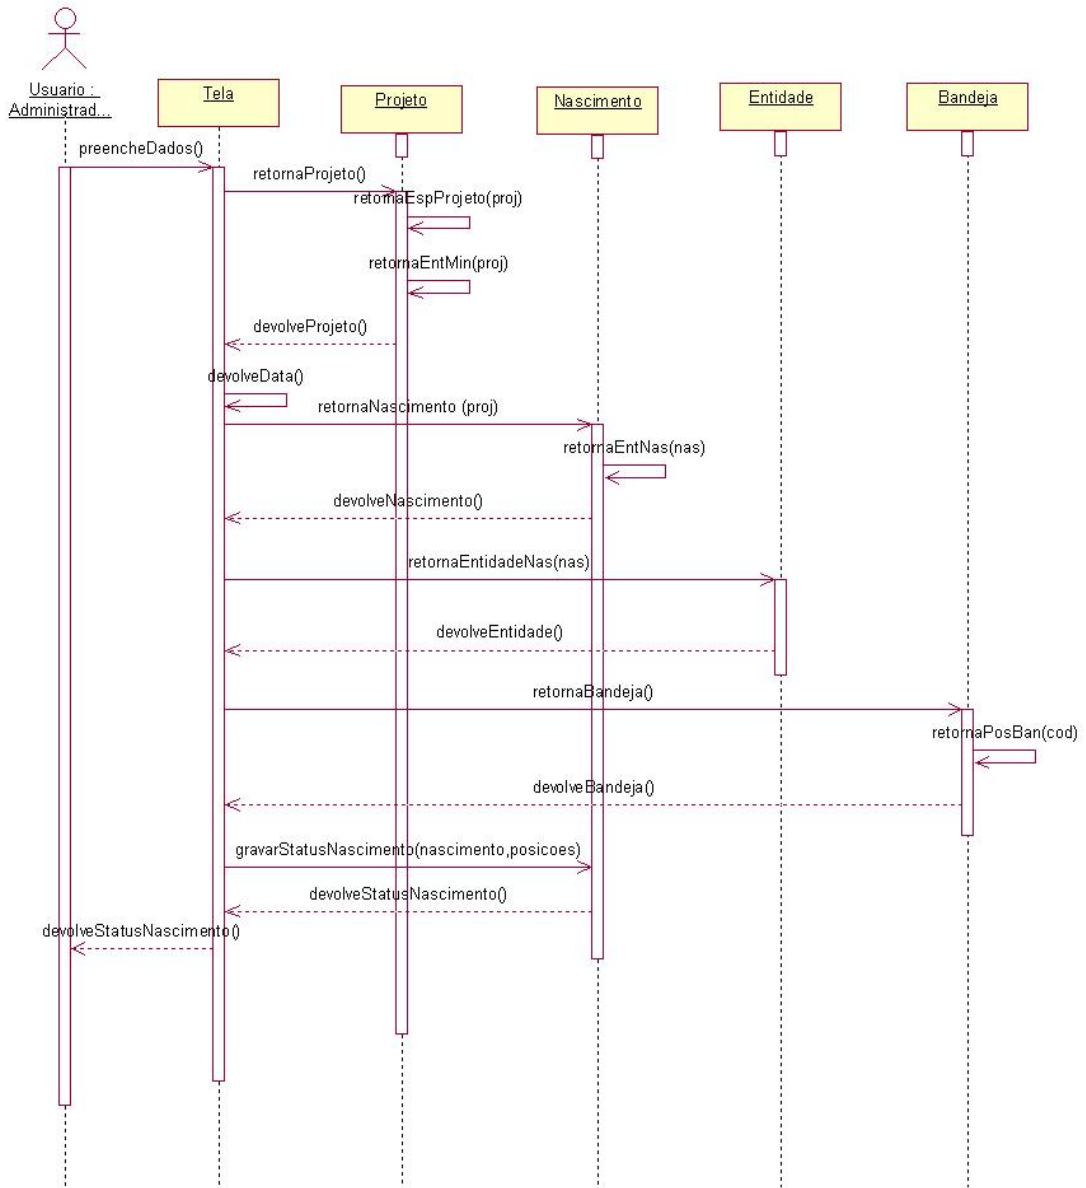 Usuario :
Administrad...
Tela
Projeto
Nascimento
Entidade
Bandeja
preencheDados()
retornaProjeto()
retornaEspProjeto(proj)
retornaEntMin(proj)
devolveProjeto()
devolveData()
retornaNascimento (proj)
retornaEntNas(nas)
devolveNascimento()
retornaEntidadeNas(nas)
devolveEntidade()
retornaBandeja()
retornaPosBan(cod)
devolveBandeja()
gravarStatusNascimento(nascimento,posicoes)
devolveStatusNascimento()
devolveStatusNascimento()